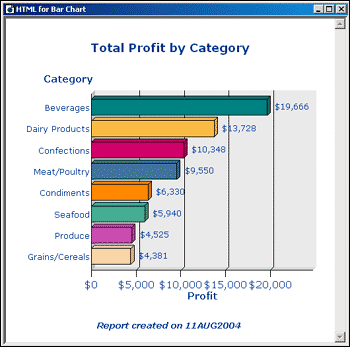 HTML for Bar Chart
Total Profit by Category
Category
Beverages $19,666
Dairy Products $13,728
Confections $10,348
Meat/Poultry $9,550
Condiments $6,330
Seafood $5,940
Produce $4,525
Grains/Cereals $4,381
$0 $5,000 $10,000 $15,000 $20,000
Profit
Report created on 11AUG2004